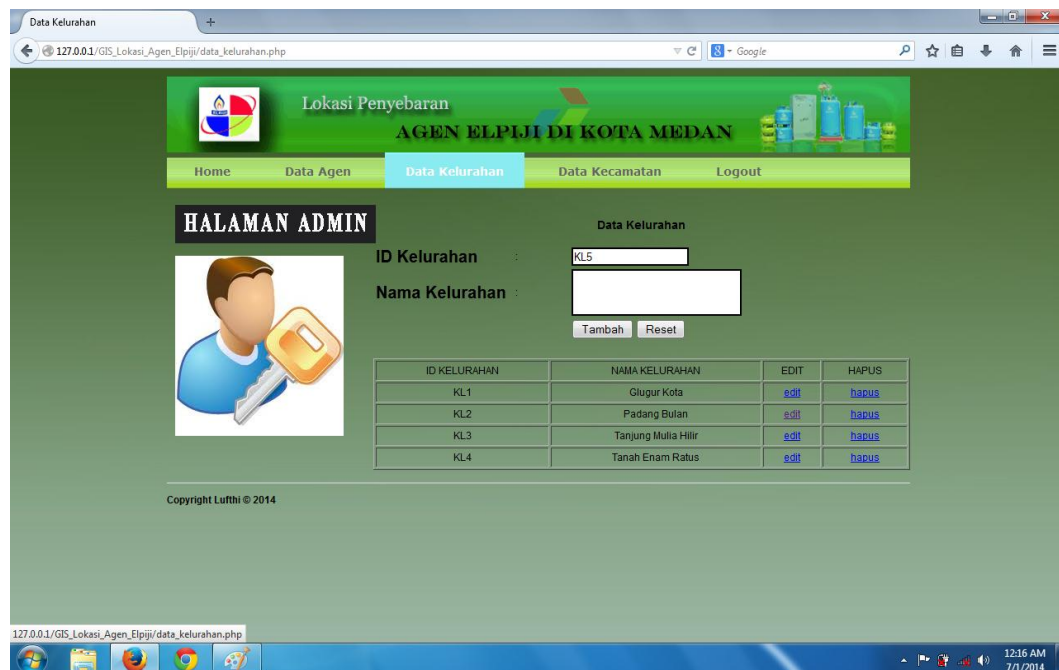 Data Kelurahan
127.0.0.1/GIS_Lokasi_Agen_Elpiji/data_kelurahan.php
8 - Google
Lokasi Penyebaran
AGEN ELPIJI DI KOTA MEDAN
Home Data Agen Data Kelurahan Data Kecamatan Logout
HALAMAN ADMIN
Data Kelurahan
ID Kelurahan : KL5
Nama Kelurahan :
Tambah Reset
ID KELURAHAN NAMA KELURAHAN EDIT HAPUS
KL1 Glugur Kota edit hapus
KL2 Padang Bulan edit hapus
KL3 Tanjung Mulia Hilir edit hapus
KL4 Tanah Enam Ratus edit hapus
Copyright Lufthi © 2014
127.0.0.1/GIS_Lokasi_Agen_Elpiji/data_kelurahan.php
12:16 AM
7/1/2014